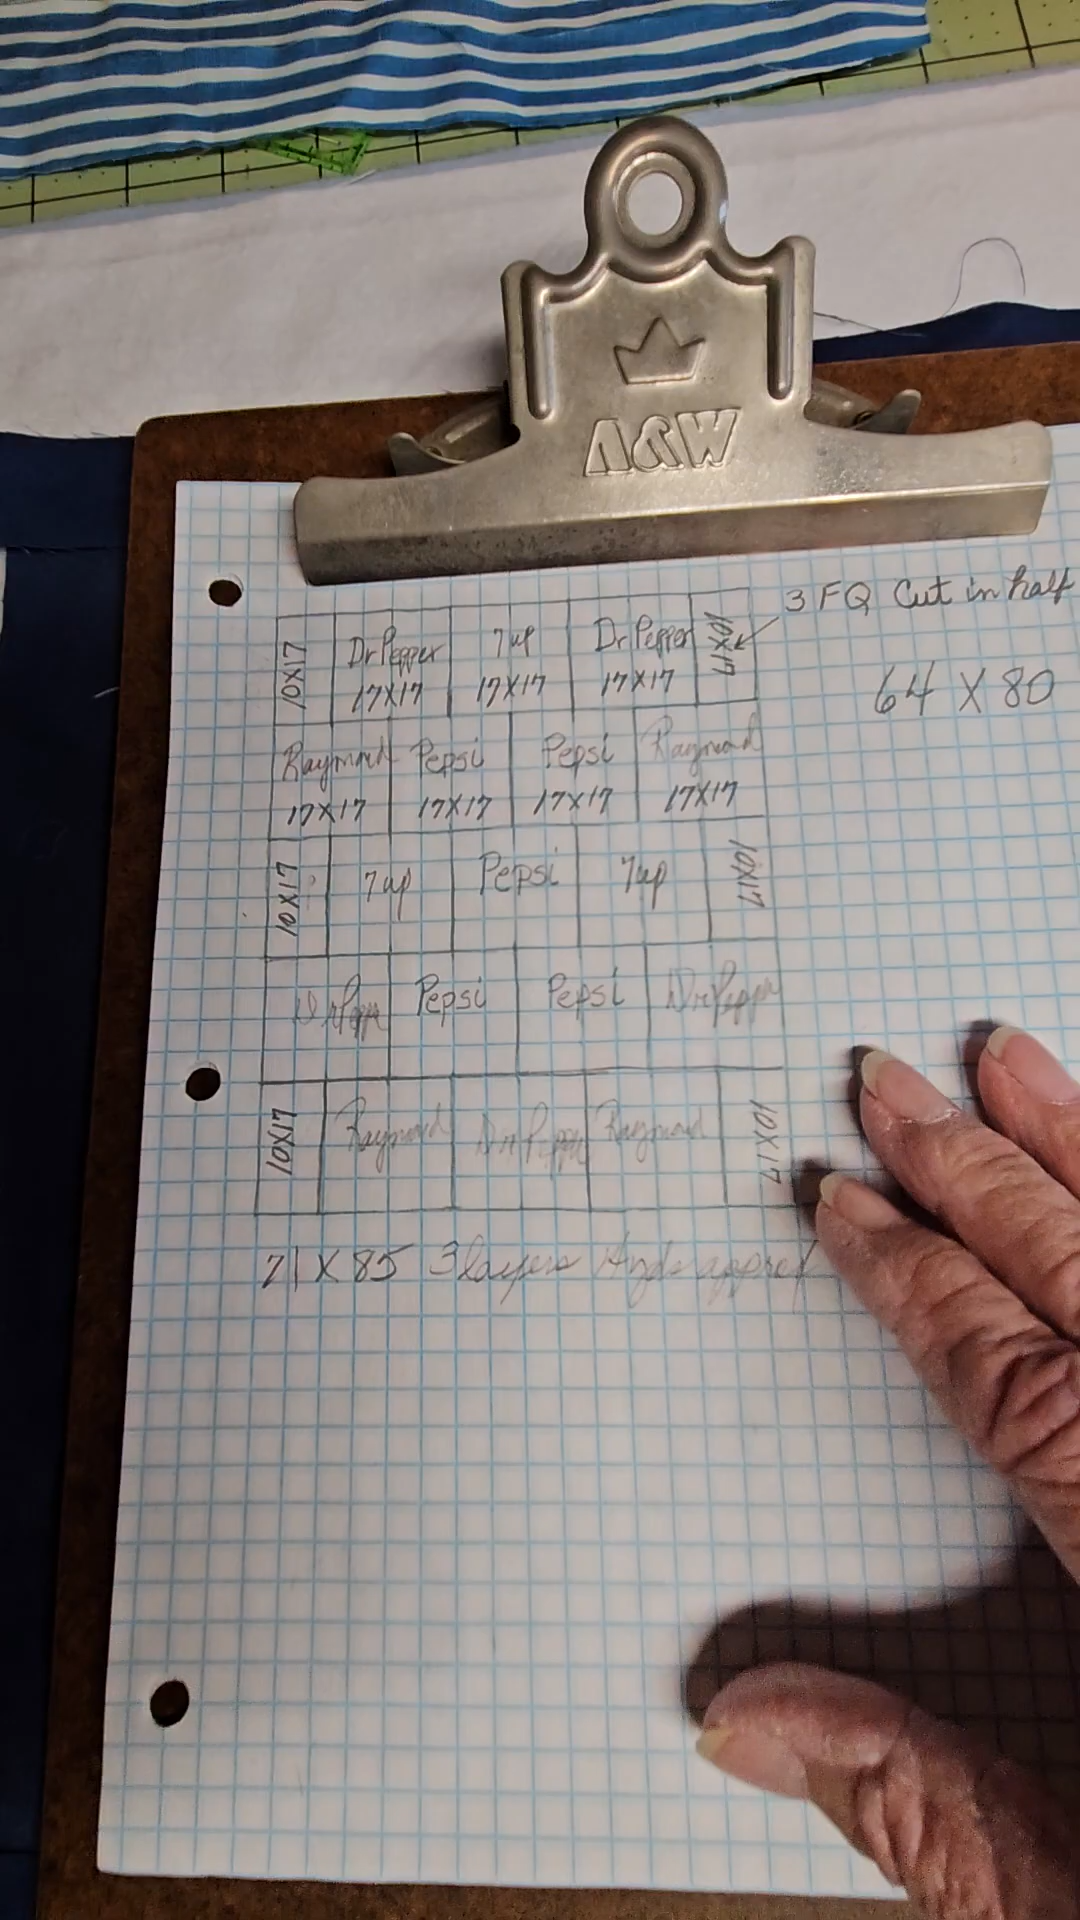 A&W
3 FQ Cut in half
10X17 Dr Pepper 7up Dr Pepper 10X17
17X17 17X17 17X17
64 X 80
Raymond Pepsi Pepsi Raymond
17X17 17X17 17X17 17X17
10X17 7up Pepsi 7up 10X17
Dr Pepper Pepsi Pepsi Dr Pepper
10X17 Raymond Dr Pepper Raymond 10X17
71 X 85 3 layers approx